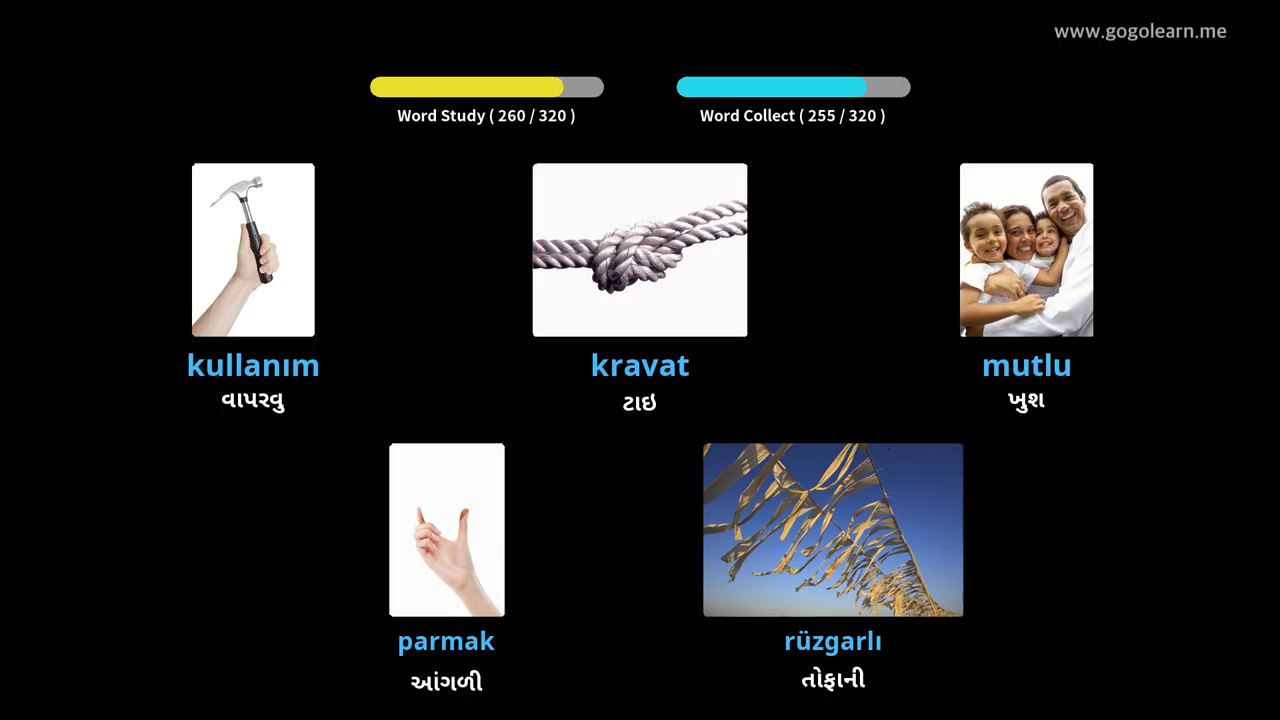 www.gogolearn.me
Word Study ( 260 / 320 )
Word Collect ( 255 / 320 )
kullanım
વાપરવુ
kravat
ટાઇ
mutlu
ખુશ
parmak
આંગળી
rüzgarlı
તોફાની